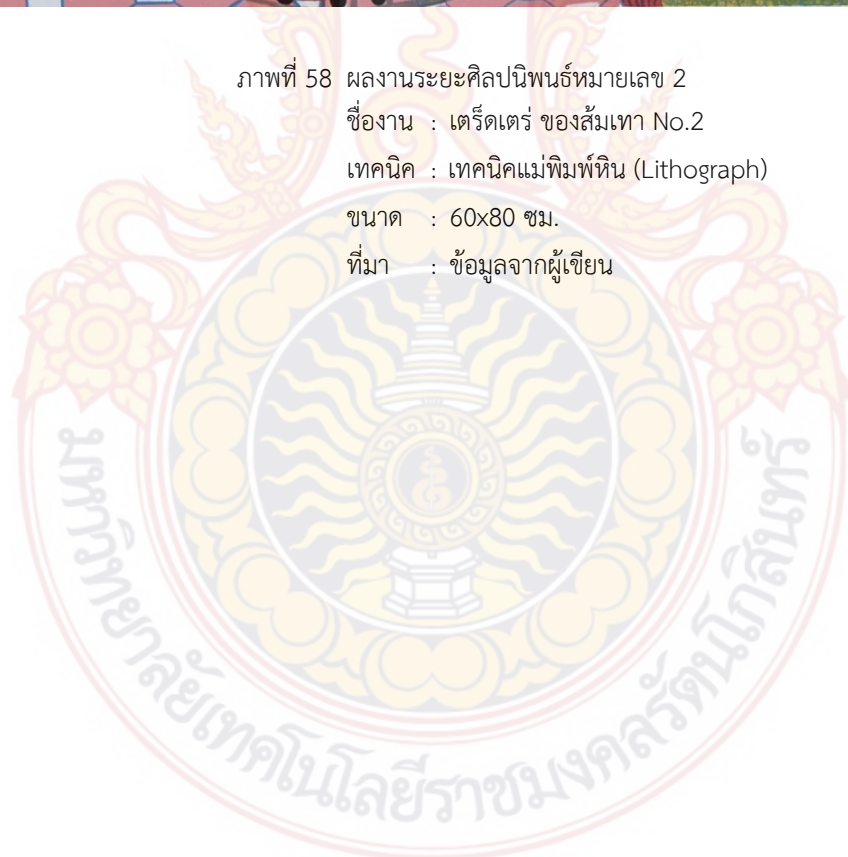 ภาพที่ 58 ผลงานระยะศิลปนิพนธ์หมายเลข 2
ชื่องาน : เตร็ดเตร่ ของส้มเทา No.2
เทคนิค : เทคนิคแม่พิมพ์หิน (Lithograph)
ขนาด : 60x80 ซม.
ที่มา : ข้อมูลจากผู้เขียน
มหาวิทยาลัยเทคโนโลยีราชมงคลรัตนโกสินทร์